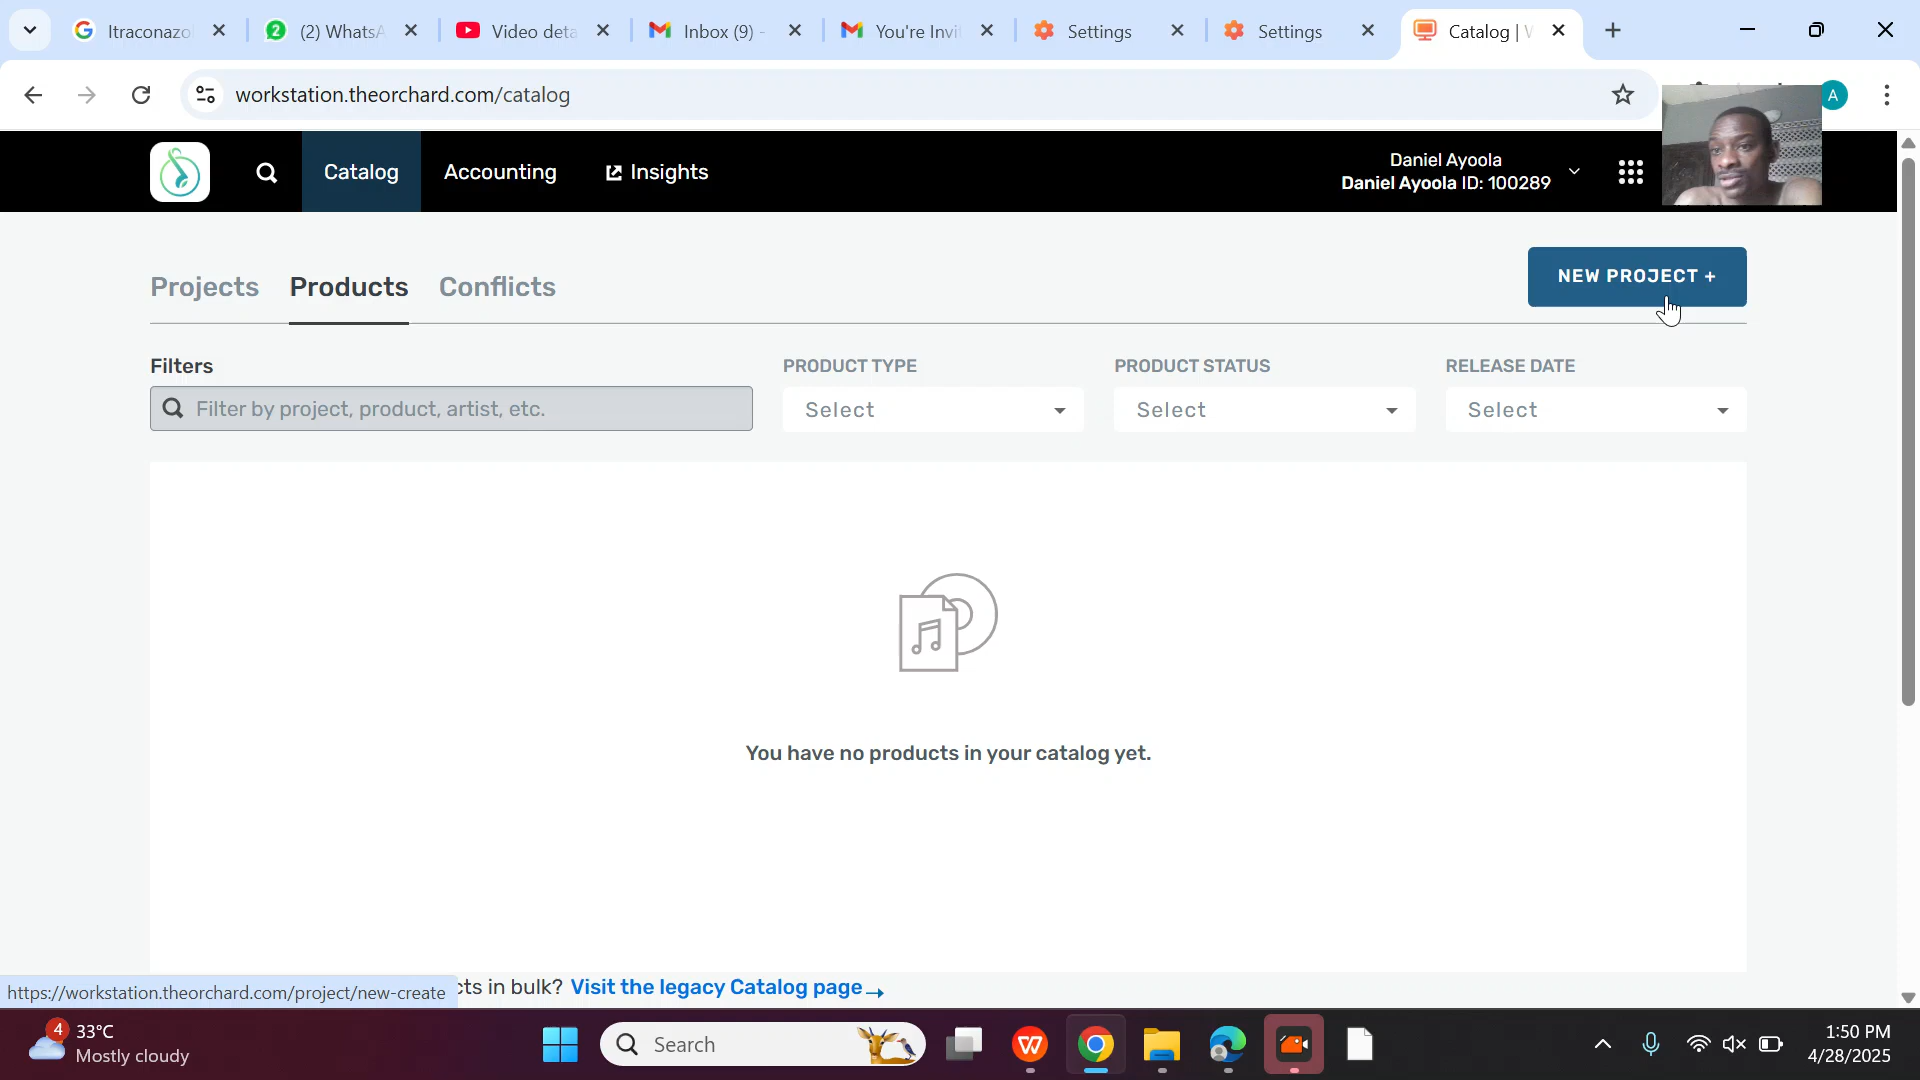 Itraconazo
2
(2) WhatsA
Video deta
Inbox (9) -
You're Invi
Settings
Settings
Catalog |
workstation.theorchard.com/catalog
A
Catalog
Accounting
Insights
Daniel Ayoola
Daniel Ayoola ID: 100289
Projects
Products
Conflicts
NEW PROJECT +
Filters
Filter by project, product, artist, etc.
PRODUCT TYPE
Select
PRODUCT STATUS
Select
RELEASE DATE
Select
You have no products in your catalog yet.
cts in bulk? Visit the legacy Catalog page
https://workstation.theorchard.com/project/new-create
4
33°C
Mostly cloudy
Search
1:50 PM
4/28/2025